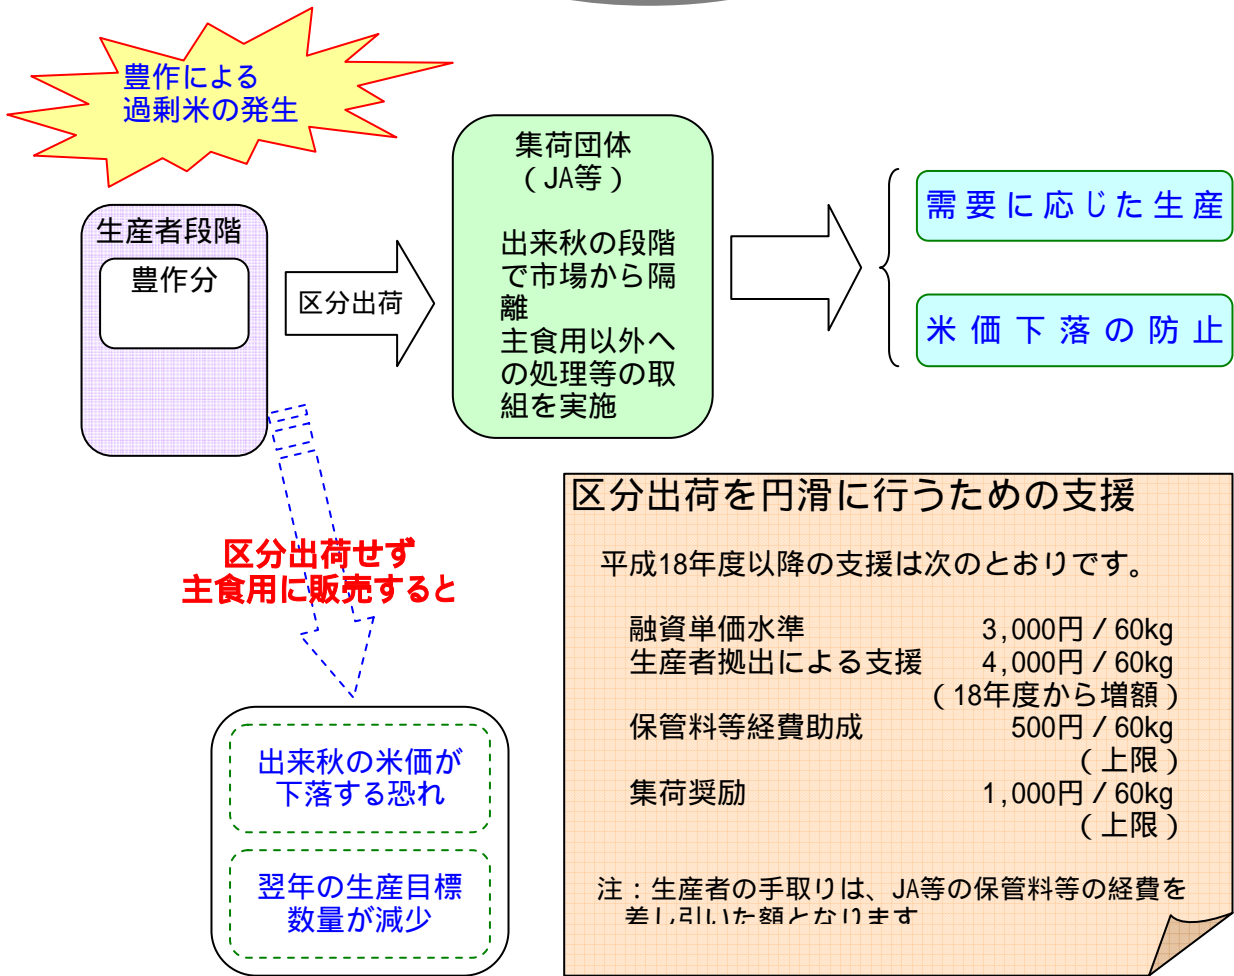 豊作による
過剰米の発生
生産者段階
豊作分
区分出荷
集荷団体
（JA等）
出来秋の段階
で市場から隔
離
主食用以外へ
の処理等の取
組を実施
需要に応じた生産
米価下落の防止
区分出荷せず
主食用に販売すると
出来秋の米価が
下落する恐れ
翌年の生産目標
数量が減少
区分出荷を円滑に行うための支援
平成18年度以降の支援は次のとおりです。
融資単価水準 3,000円／60kg
生産者拠出による支援 4,000円／60kg
（18年度から増額）
保管料等経費助成 500円／60kg
（上限）
集荷奨励 1,000円／60kg
（上限）
注：生産者の手取りは、JA等の保管料等の経費を
差し引いた額となります